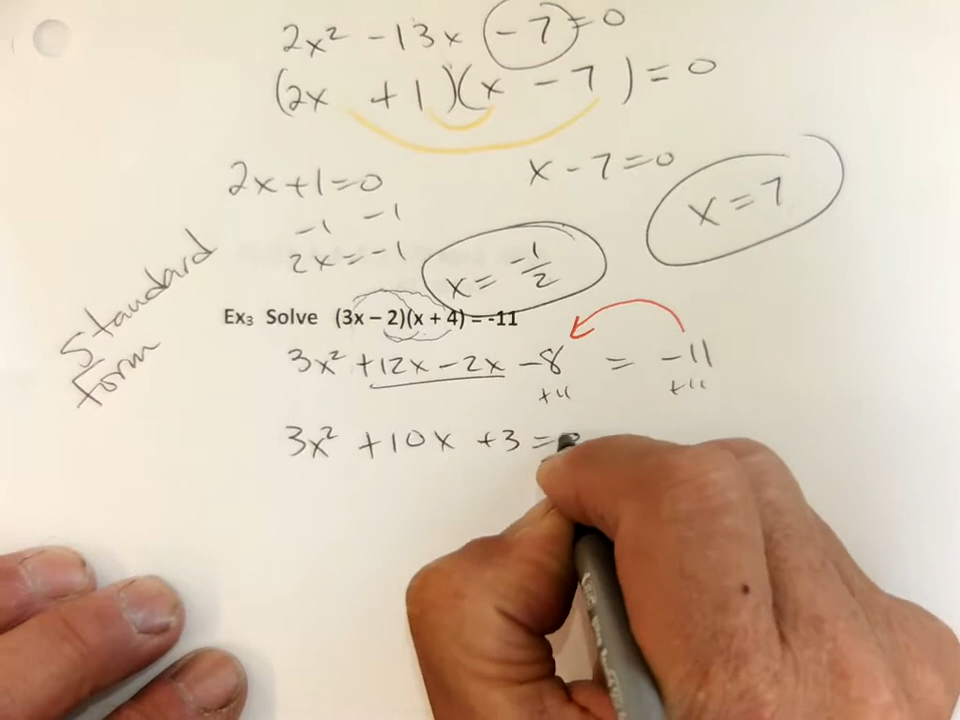 2x² - 13x - 7 = 0
(2x + 1)(x - 7) = 0
2x + 1 = 0
x - 7 = 0
x = 7
-1 -1
2x = -1
x = -1/2
Standard Form
Ex3 Solve (3x – 2)(x + 4) = -11
3x² + 12x - 2x - 8 = -11
+11 +11
3x² + 10x + 3 =